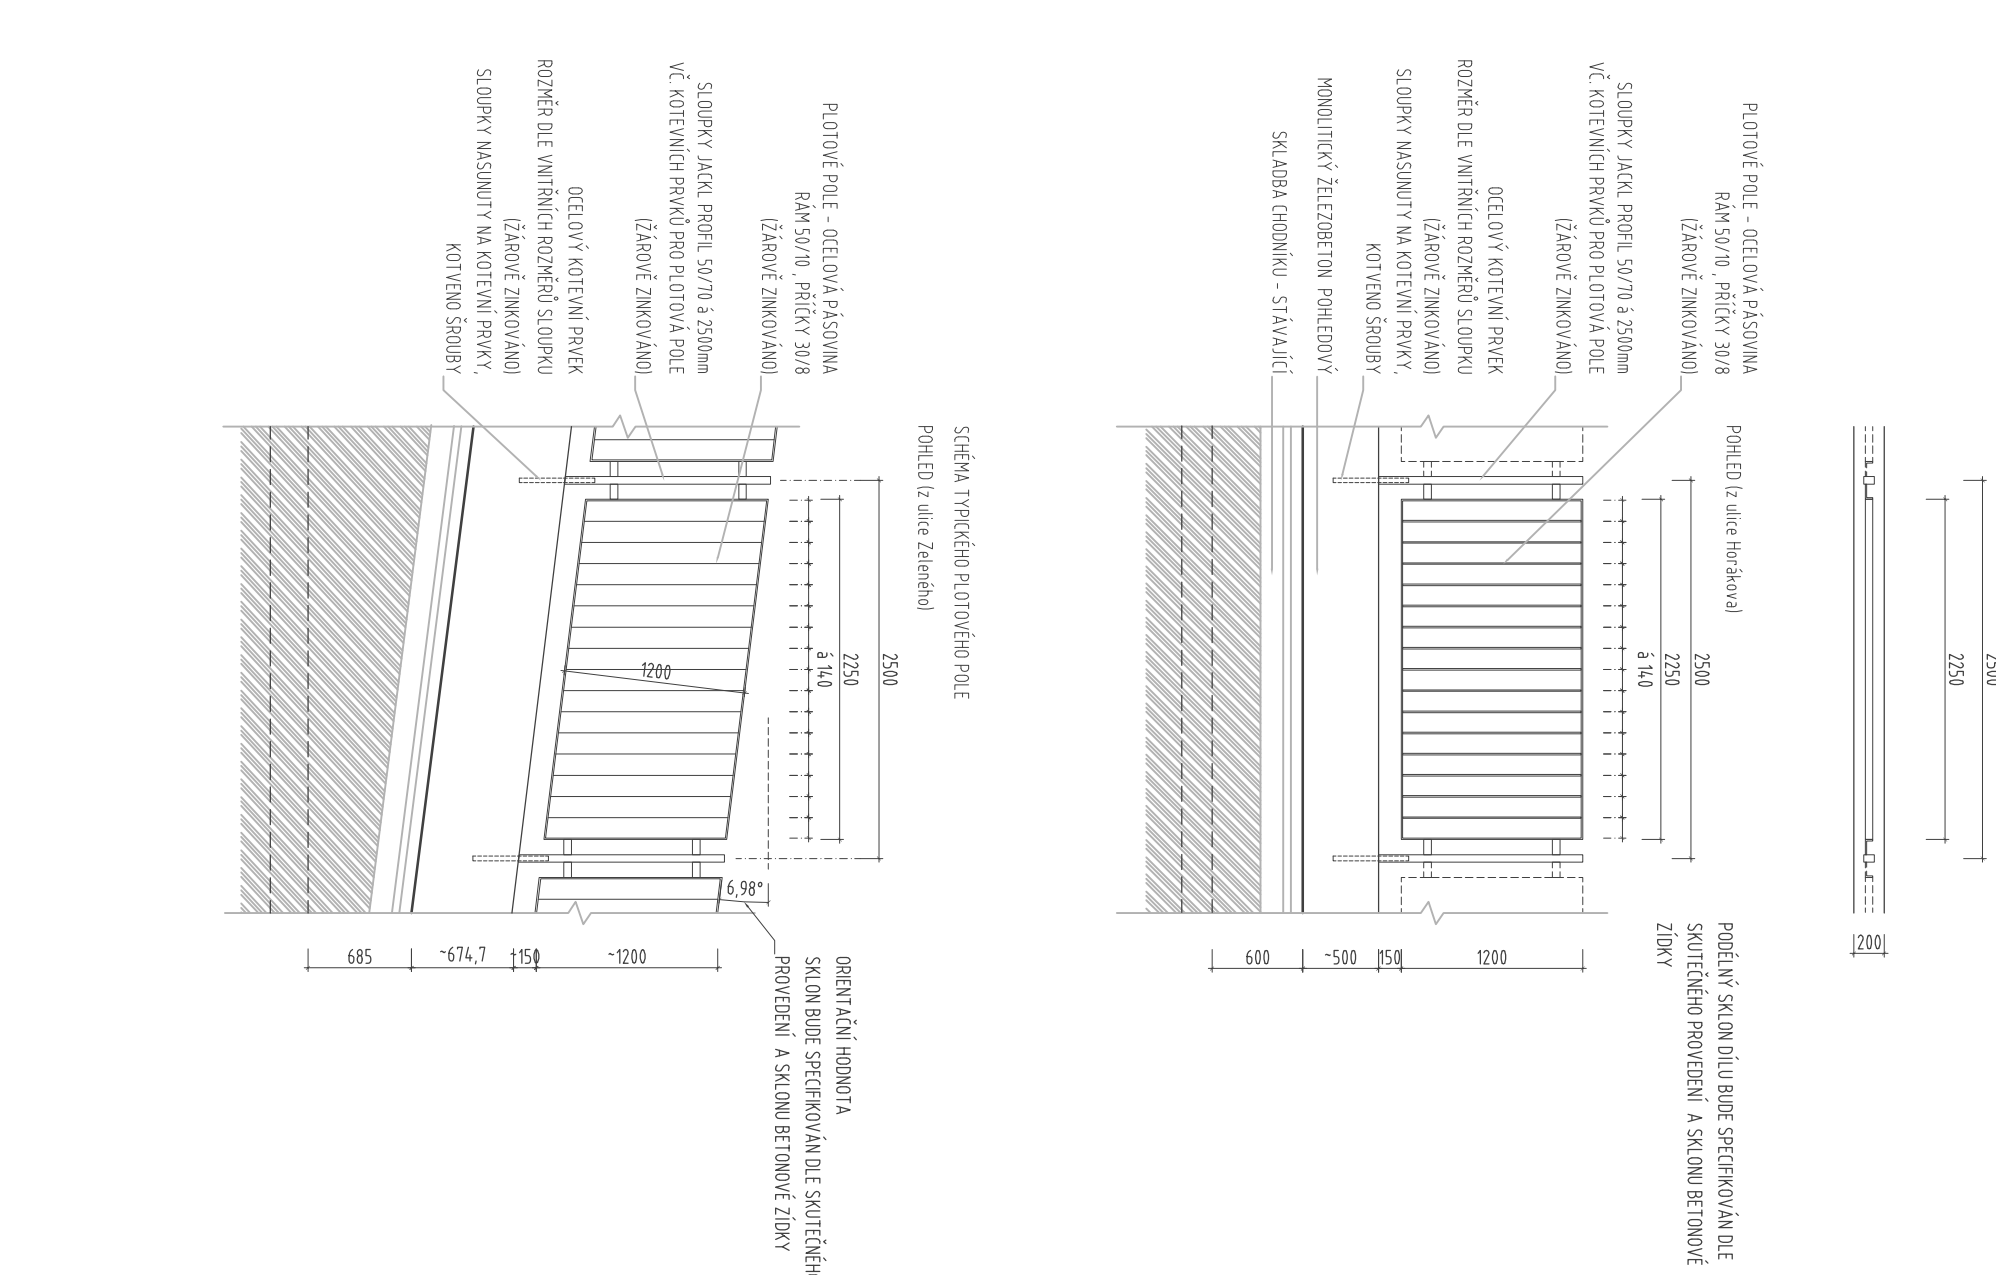 2500
2250
200
PLOTOVÉ POLE - OCELOVÁ PÁSOVINA
RÁM 50/10 , PŘÍČKY 30/8
(ŽÁROVĚ ZINKOVÁNO)
SLOUPKY JACKL PROFIL 50/70 á 2500mm
VČ. KOTEVNÍCH PRVKŮ PRO PLOTOVÁ POLE
(ŽÁROVĚ ZINKOVÁNO)
OCELOVÝ KOTEVNÍ PRVEK
ROZMĚR DLE VNITŘNÍCH ROZMĚRŮ SLOUPKU
(ŽÁROVĚ ZINKOVÁNO)
SLOUPKY NASUNUTY NA KOTEVNÍ PRVKY,
KOTVENO ŠROUBY
MONOLITICKÝ ŽELEZOBETON POHLEDOVÝ
SKLADBA CHODNÍKU - STÁVAJÍCÍ
POHLED (z ulice Horákova)
2500
2250
á 140
PODÉLNÝ SKLON DÍLU BUDE SPECIFIKOVÁN DLE
SKUTEČNÉHO PROVEDENÍ A SKLONU BETONOVÉ
ZÍDKY
1200
150
~500
600
SCHÉMA TYPICKÉHO PLOTOVÉHO POLE
POHLED (z ulice Zeleného)
PLOTOVÉ POLE - OCELOVÁ PÁSOVINA
RÁM 50/10 , PŘÍČKY 30/8
(ŽÁROVĚ ZINKOVÁNO)
SLOUPKY JACKL PROFIL 50/70 á 2500mm
VČ. KOTEVNÍCH PRVKŮ PRO PLOTOVÁ POLE
(ŽÁROVĚ ZINKOVÁNO)
OCELOVÝ KOTEVNÍ PRVEK
ROZMĚR DLE VNITŘNÍCH ROZMĚRŮ SLOUPKU
(ŽÁROVĚ ZINKOVÁNO)
SLOUPKY NASUNUTY NA KOTEVNÍ PRVKY,
KOTVENO ŠROUBY
2500
2250
á 140
1200
6,98°
ORIENTAČNÍ HODNOTA
SKLON BUDE SPECIFIKOVÁN DLE SKUTEČNÉHO
PROVEDENÍ A SKLONU BETONOVÉ ZÍDKY
~1200
~150
~674,7
685